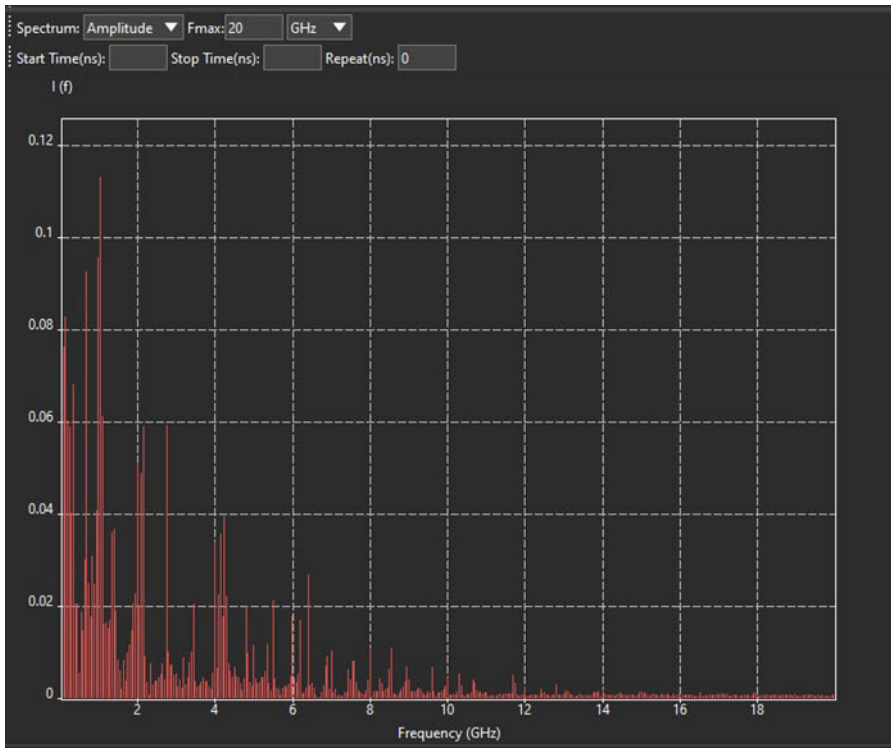 Spectrum: Amplitude Fmax: 20 GHz
Start Time(ns): Stop Time(ns): Repeat(ns): 0
I (f)
0.12
0.1
0.08
0.06
0.04
0.02
0
2 4 6 8 10 12 14 16 18
Frequency (GHz)